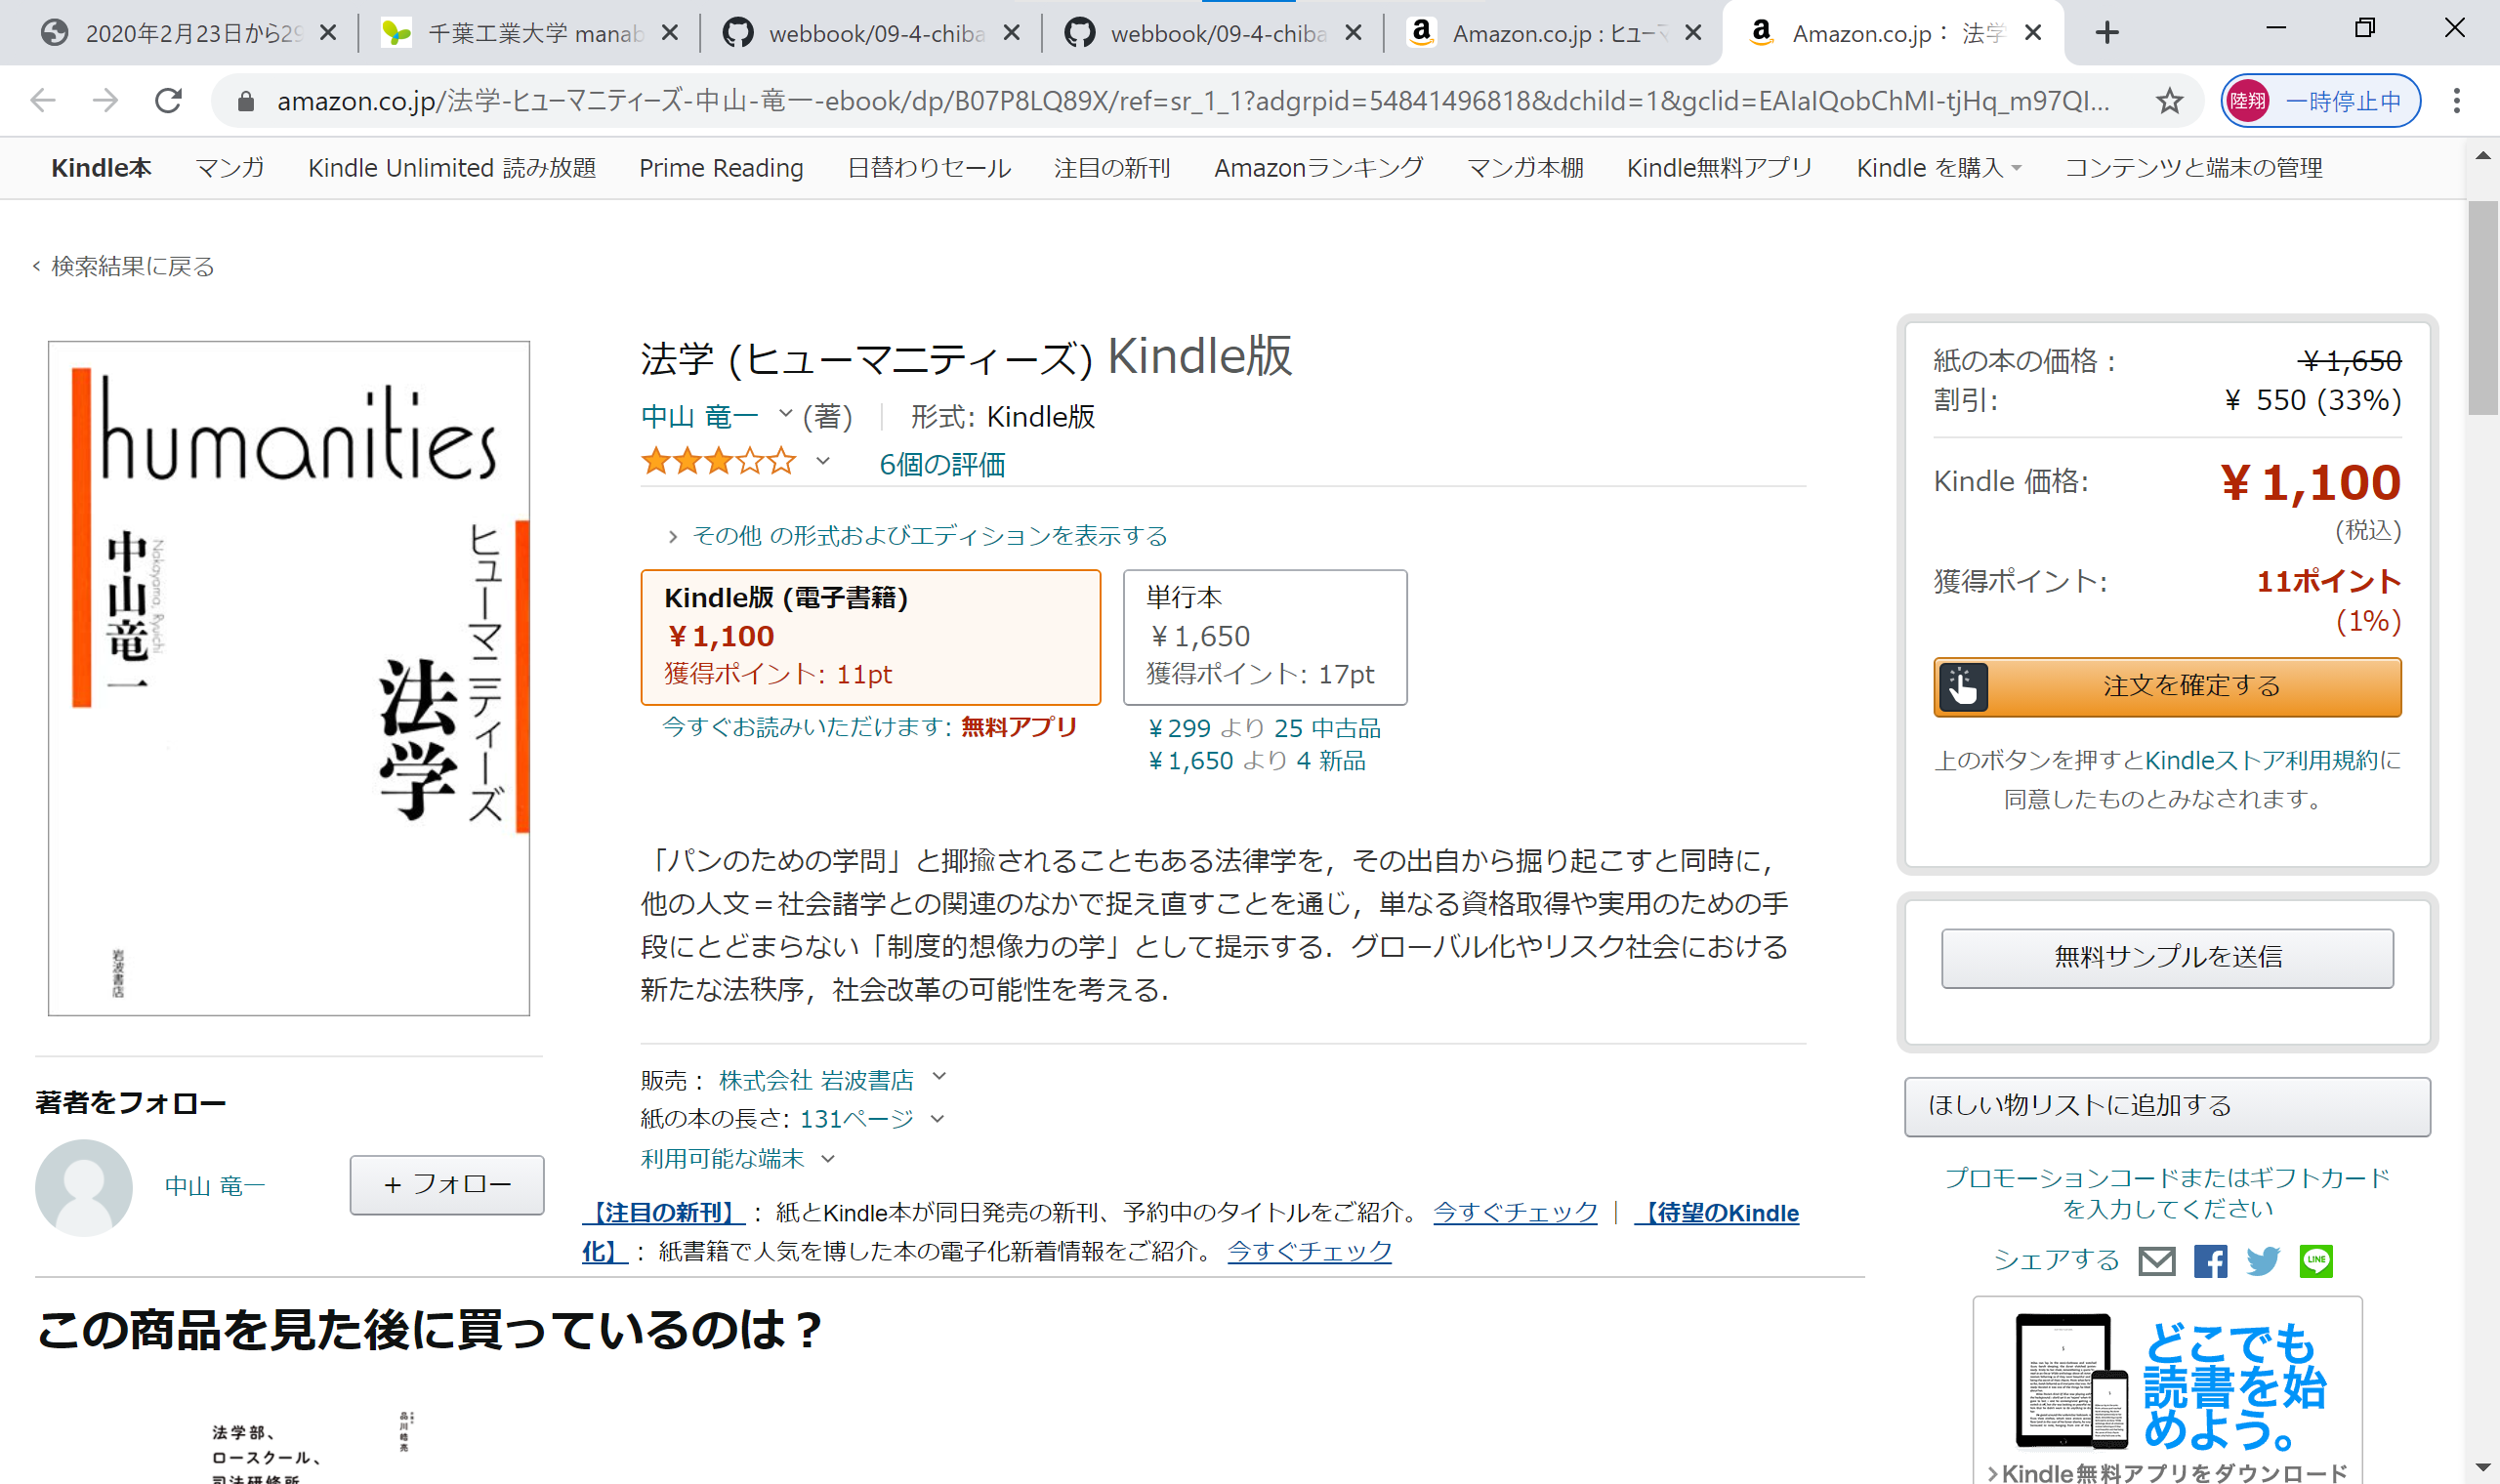 2020年2月23日から29
千葉工業大学 manab
webbook/09-4-chiba
webbook/09-4-chiba
Amazon.co.jp : ヒューマ
Amazon.co.jp： 法学
amazon.co.jp/法学-ヒューマニティーズ-中山-竜一-ebook/dp/B07P8LQ89X/ref=sr_1_1?adgrpid=54841496818&dchild=1&gclid=EAIaIQobChMI-tjHq_m97QI...
陸翔 一時停止中
Kindle本 マンガ Kindle Unlimited 読み放題 Prime Reading 日替わりセール 注目の新刊 Amazonランキング マンガ本棚 Kindle無料アプリ Kindle を購入 コンテンツと端末の管理
‹ 検索結果に戻る
humanities
中山竜一
Nakayama, Ryuichi
ヒューマニティーズ
法学
岩波書店
著者をフォロー
中山 竜一
+ フォロー
法学 (ヒューマニティーズ) Kindle版
中山 竜一 (著) 形式: Kindle版
6個の評価
› その他 の形式およびエディションを表示する
Kindle版 (電子書籍)
￥1,100
獲得ポイント: 11pt
今すぐお読みいただけます: 無料アプリ
単行本
￥1,650
獲得ポイント: 17pt
￥299 より 25 中古品
￥1,650 より 4 新品
「パンのための学問」と揶揄されることもある法律学を，その出自から掘り起こすと同時に，
他の人文＝社会諸学との関連のなかで捉え直すことを通じ，単なる資格取得や実用のための手
段にとどまらない「制度的想像力の学」として提示する．グローバル化やリスク社会における
新たな法秩序，社会改革の可能性を考える．
販売： 株式会社 岩波書店
紙の本の長さ: 131ページ
利用可能な端末
【注目の新刊】： 紙とKindle本が同日発売の新刊、予約中のタイトルをご紹介。 今すぐチェック | 【待望のKindle
化】： 紙書籍で人気を博した本の電子化新着情報をご紹介。 今すぐチェック
紙の本の価格： ￥1,650
割引: ￥ 550 (33%)
Kindle 価格: ￥1,100
(税込)
獲得ポイント: 11ポイント
(1%)
注文を確定する
上のボタンを押すとKindleストア利用規約に
同意したものとみなされます。
無料サンプルを送信
ほしい物リストに追加する
プロモーションコードまたはギフトカード
を入力してください
シェアする
LINE
どこでも
読書を始
めよう。
›Kindle無料アプリをダウンロード
この商品を見た後に買っているのは？
法学部、
ロースクール、
司法研修所
品川皓亮